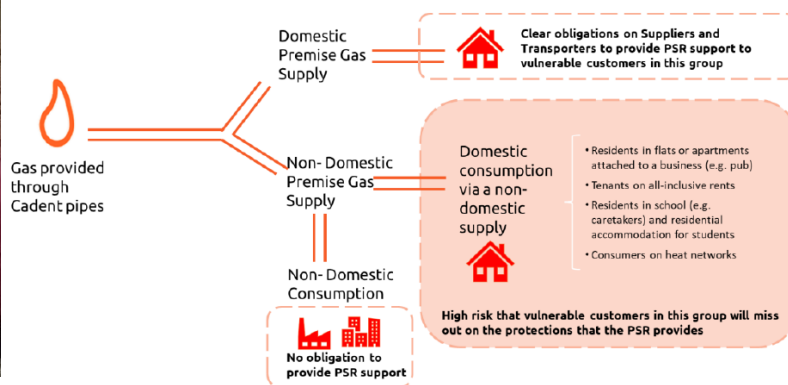 Domestic
Premise Gas
Supply
Clear obligations on Suppliers and
Transporters to provide PSR support to
vulnerable customers in this group
Gas provided
through
Cadent pipes
Non- Domestic
Premise Gas
Supply
Domestic
consumption
via a non-
domestic
supply
• Residents in flats or apartments
attached to a business (e.g. pub)
• Tenants on all-inclusive rents
• Residents in school (e.g.
caretakers) and residential
accommodation for students
• Consumers on heat networks
High risk that vulnerable customers in this group will miss
out on the protections that the PSR provides
Non- Domestic
Consumption
No obligation to
provide PSR support